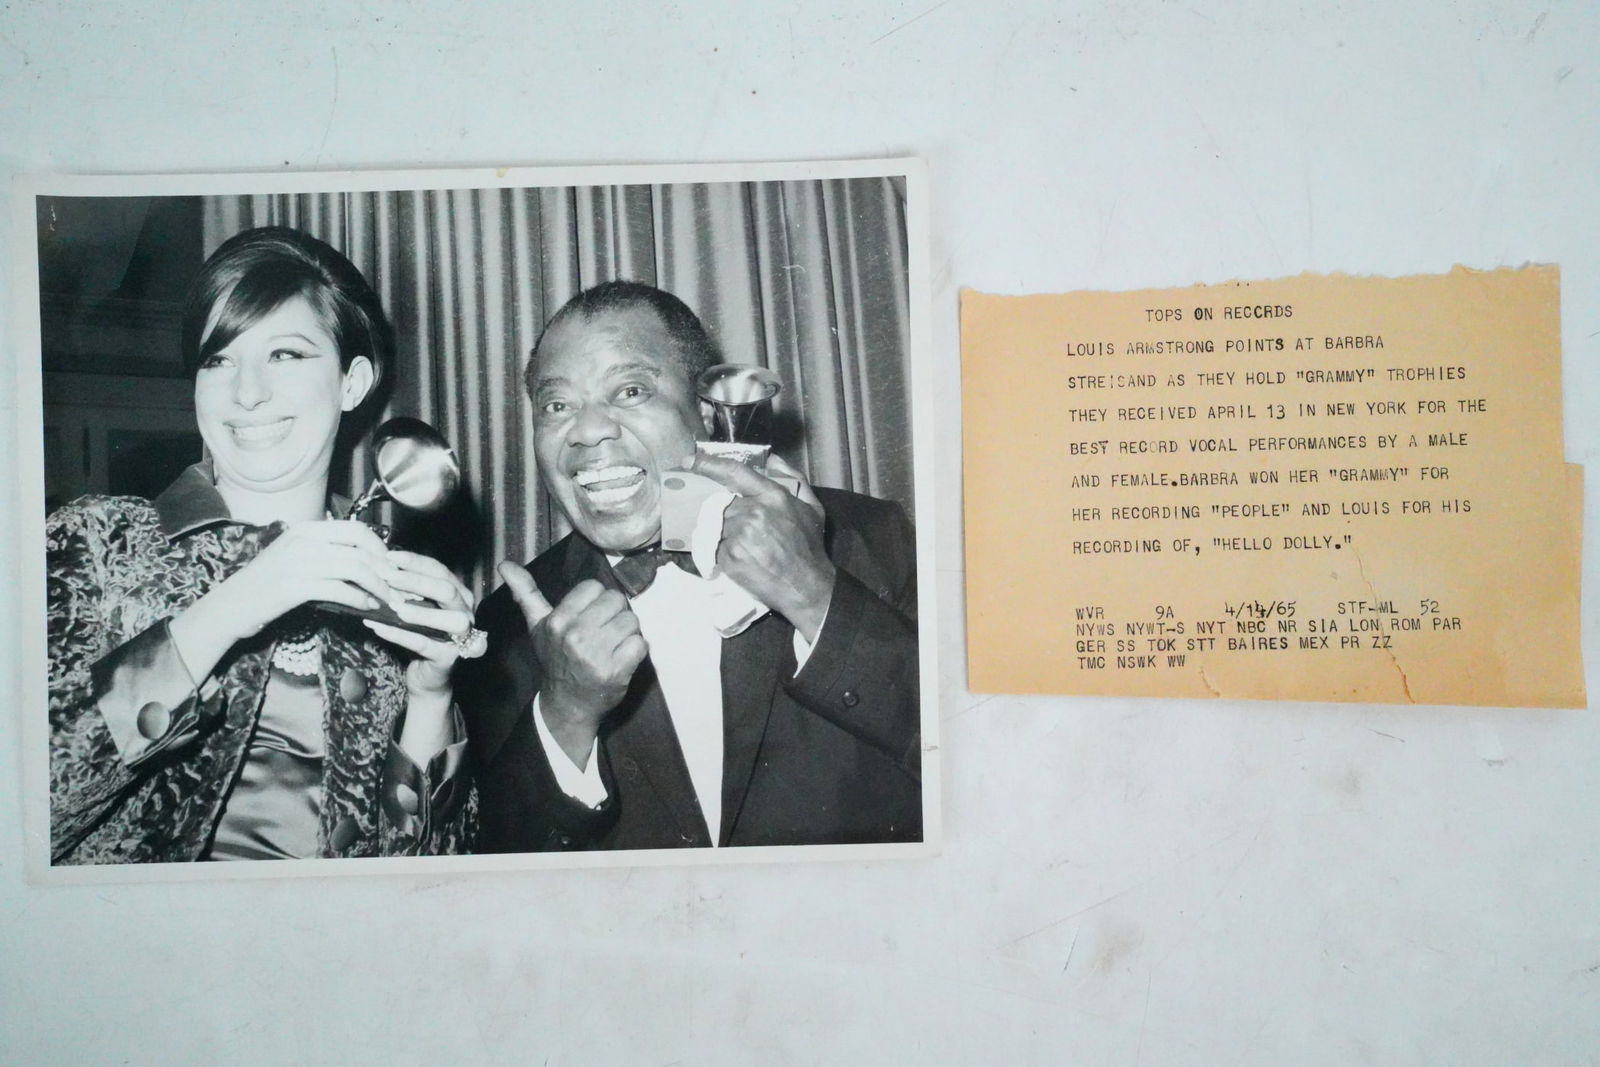 TOPS ON RECCRDS
LOUIS ARMSTRONG POINTS AT BARBRA
STREISAND AS THEY HOLD "GRAMMY" TROPHIES
THEY RECEIVED APRIL 13 IN NEW YORK FOR THE
BEST RECORD VOCAL PERFORMANCES BY A MALE
AND FEMALE.BARBRA WON HER "GRAMMY" FOR
HER RECORDING "PEOPLE" AND LOUIS FOR HIS
RECORDING OF, "HELLO DOLLY."
WVR 9A 4/14/65 STF-ML 52
NYWS NYWT-S NYT NBC NR SIA LON ROM PAR
GER SS TOK STT BAIRES MEX PR ZZ
TMC NSWK WW